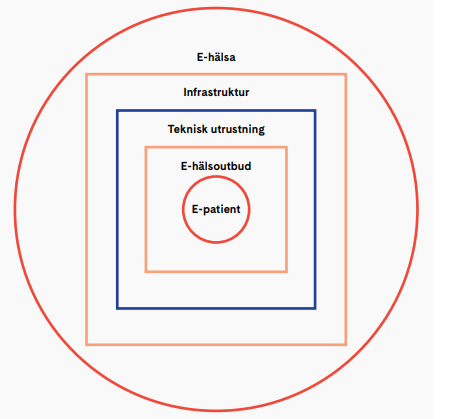 E-hälsa
Infrastruktur
Teknisk utrustning
E-hälsoutbud
E-patient